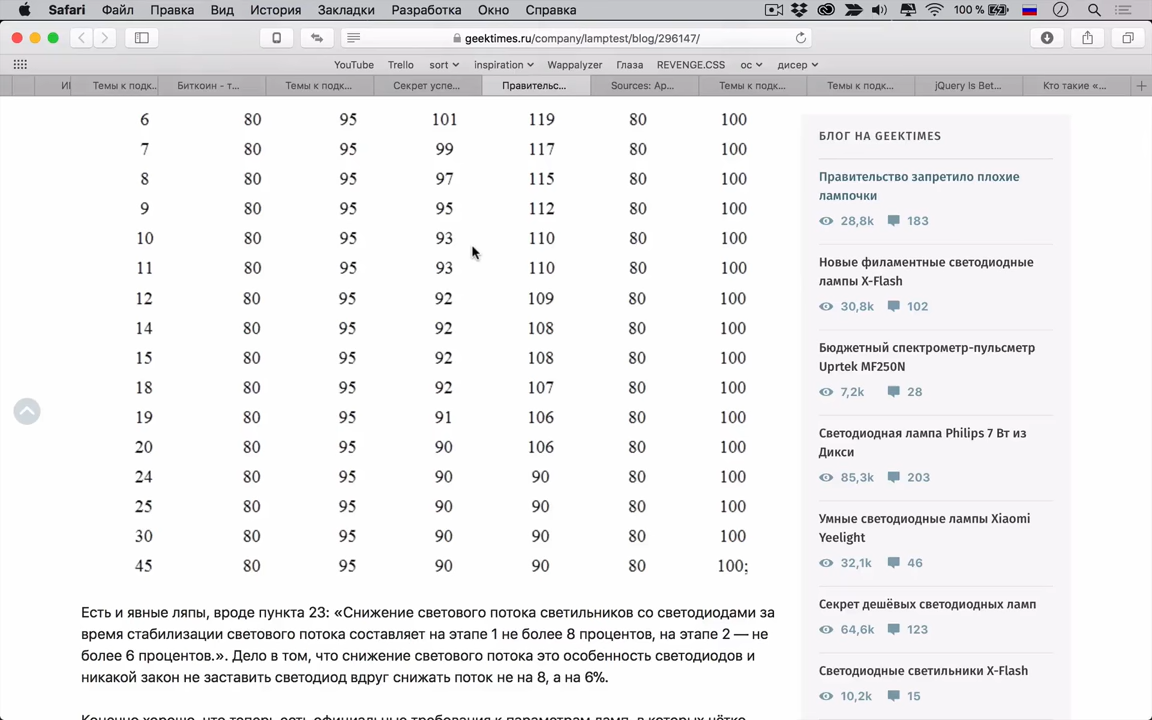 Safari Файл Правка Вид История Закладки Разработка Окно Справка 100 %
geektimes.ru/company/lamptest/blog/296147/
YouTube Trello sort inspiration Wappalyzer Глаза REVENGE.CSS ос дисер
Темы к подк... Биткоин - т... Темы к подк... Секрет успе... Правительс... Sources: Ap... Темы к подк... Темы к подк... jQuery Is Bet... Кто такие «...
6 80 95 101 119 80 100
7 80 95 99 117 80 100
8 80 95 97 115 80 100
9 80 95 95 112 80 100
10 80 95 93 110 80 100
11 80 95 93 110 80 100
12 80 95 92 109 80 100
14 80 95 92 108 80 100
15 80 95 92 108 80 100
18 80 95 92 107 80 100
19 80 95 91 106 80 100
20 80 95 90 106 80 100
24 80 95 90 90 80 100
25 80 95 90 90 80 100
30 80 95 90 90 80 100
45 80 95 90 90 80 100;
Есть и явные ляпы, вроде пункта 23: «Снижение светового потока светильников со светодиодами за
время стабилизации светового потока составляет на этапе 1 не более 8 процентов, на этапе 2 — не
более 6 процентов.». Дело в том, что снижение светового потока это особенность светодиодов и
никакой закон не заставить светодиод вдруг снижать поток не на 8, а на 6%.
Конечно хорошо, что теперь есть официальные требования к параметрам ламп, в которых чётко
БЛОГ НА GEEKTIMES
Правительство запретило плохие
лампочки
28,8k 183
Новые филаментные светодиодные
лампы X-Flash
30,8k 102
Бюджетный спектрометр-пульсметр
Uprtek MF250N
7,2k 28
Светодиодная лампа Philips 7 Вт из
Дикси
85,3k 203
Умные светодиодные лампы Xiaomi
Yeelight
32,1k 46
Секрет дешёвых светодиодных ламп
64,6k 123
Светодиодные светильники X-Flash
10,2k 15